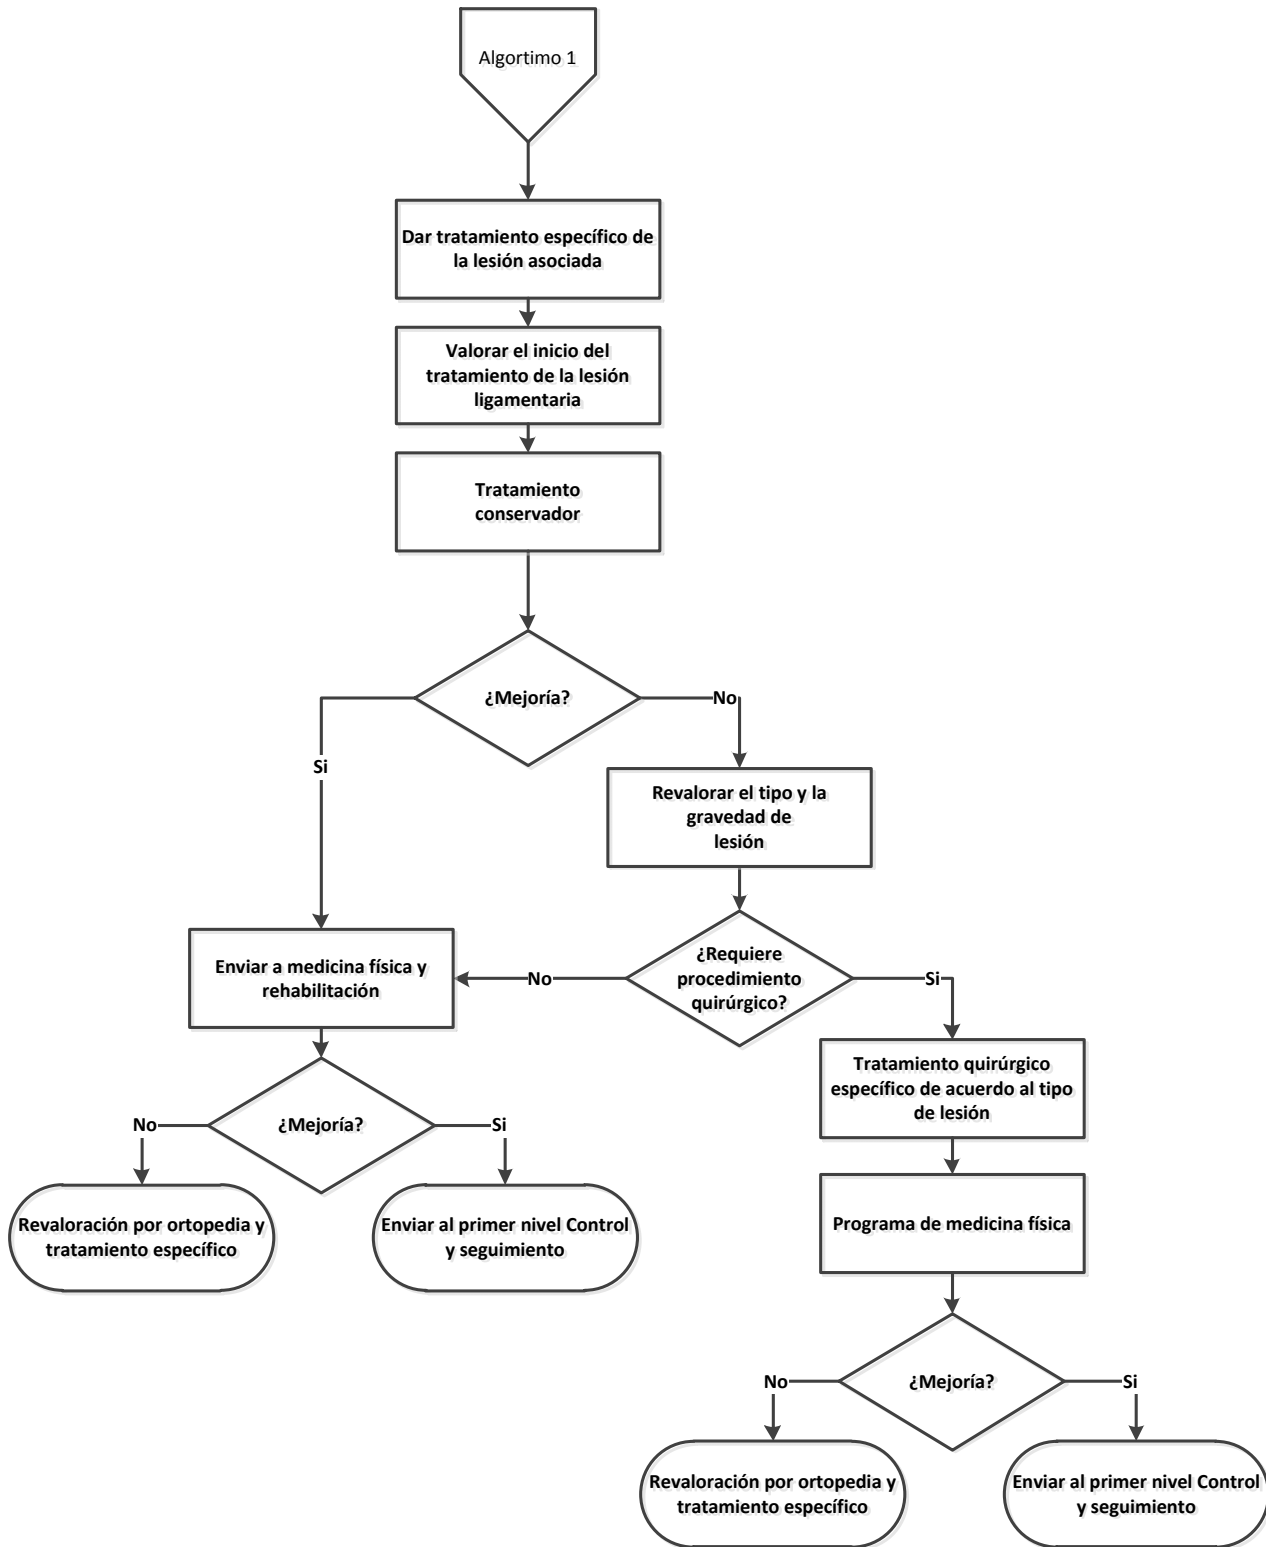 Algortimo 1
Dar tratamiento específico de
la lesión asociada
Valorar el inicio del
tratamiento de la lesión
ligamentaria
Tratamiento
conservador
¿Mejoría?
No
Si
Revalorar el tipo y la
gravedad de
lesión
Enviar a medicina física y
rehabilitación
No
¿Requiere
procedimiento
quirúrgico?
Si
Tratamiento quirúrgico
específico de acuerdo al tipo
de lesión
No
¿Mejoría?
Si
Revaloración por ortopedia y
tratamiento específico
Enviar al primer nivel Control
y seguimiento
Programa de medicina física
No
¿Mejoría?
Si
Revaloración por ortopedia y
tratamiento específico
Enviar al primer nivel Control
y seguimiento